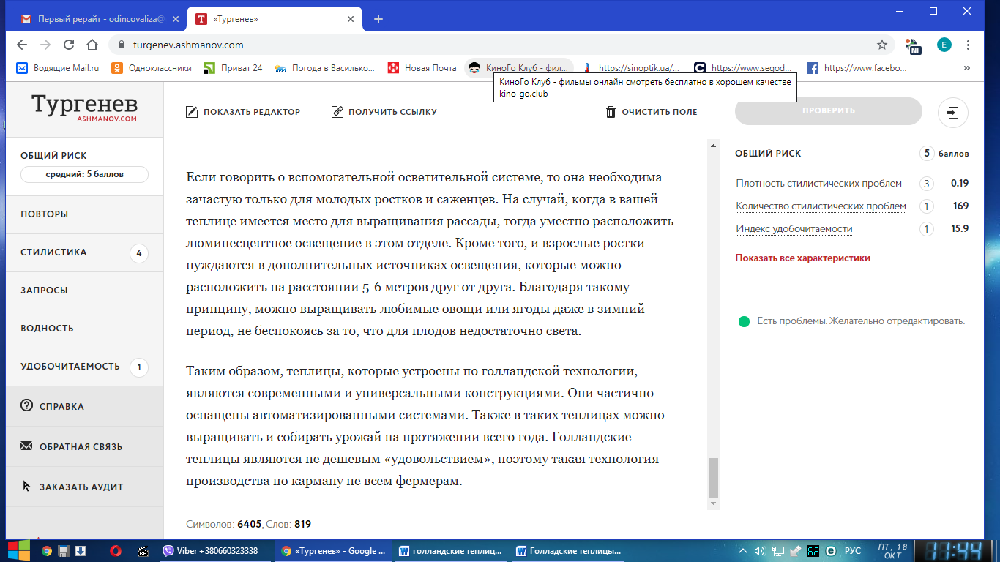 Первый рерайт - odincovaliza@
«Тургенев»
turgenev.ashmanov.com
E
NL
Водящие Mail.ru
Одноклассники
Приват 24
Погода в Василько...
Новая Почта
КиноГо Клуб - фил...
https://sinoptik.ua/...
https://www.segod...
https://www.facebo...
»
КиноГо Клуб - фильмы онлайн смотреть бесплатно в хорошем качестве
kino-go.club
Тургенев
ASHMANOV.COM
ОБЩИЙ РИСК
средний: 5 баллов
ПОВТОРЫ
СТИЛИСТИКА 4
ЗАПРОСЫ
ВОДНОСТЬ
УДОБОЧИТАЕМОСТЬ 1
СПРАВКА
ОБРАТНАЯ СВЯЗЬ
ЗАКАЗАТЬ АУДИТ
ПОКАЗАТЬ РЕДАКТОР
ПОЛУЧИТЬ ССЫЛКУ
ОЧИСТИТЬ ПОЛЕ
Если говорить о вспомогательной осветительной системе, то она необходима
зачастую только для молодых ростков и саженцев. На случай, когда в вашей
теплице имеется место для выращивания рассады, тогда уместно расположить
люминесцентное освещение в этом отделе. Кроме того, и взрослые ростки
нуждаются в дополнительных источниках освещения, которые можно
расположить на расстоянии 5-6 метров друг от друга. Благодаря такому
принципу, можно выращивать любимые овощи или ягоды даже в зимний
период, не беспокоясь за то, что для плодов недостаточно света.
Таким образом, теплицы, которые устроены по голландской технологии,
являются современными и универсальными конструкциями. Они частично
оснащены автоматизированными системами. Также в таких теплицах можно
выращивать и собирать урожай на протяжении всего года. Голландские
теплицы являются не дешевым «удовольствием», поэтому такая технология
производства по карману не всем фермерам.
Символов: 6405, Слов: 819
ПРОВЕРИТЬ
ОБЩИЙ РИСК 5 баллов
Плотность стилистических проблем 3 0.19
Количество стилистических проблем 1 169
Индекс удобочитаемости 1 15.9
Показать все характеристики
Есть проблемы. Желательно отредактировать.
Viber +380660323338
«Тургенев» - Google ...
голландские теплиц...
Голладские теплицы...
62
РУС
ПТ, 18
ОКТ
11:44